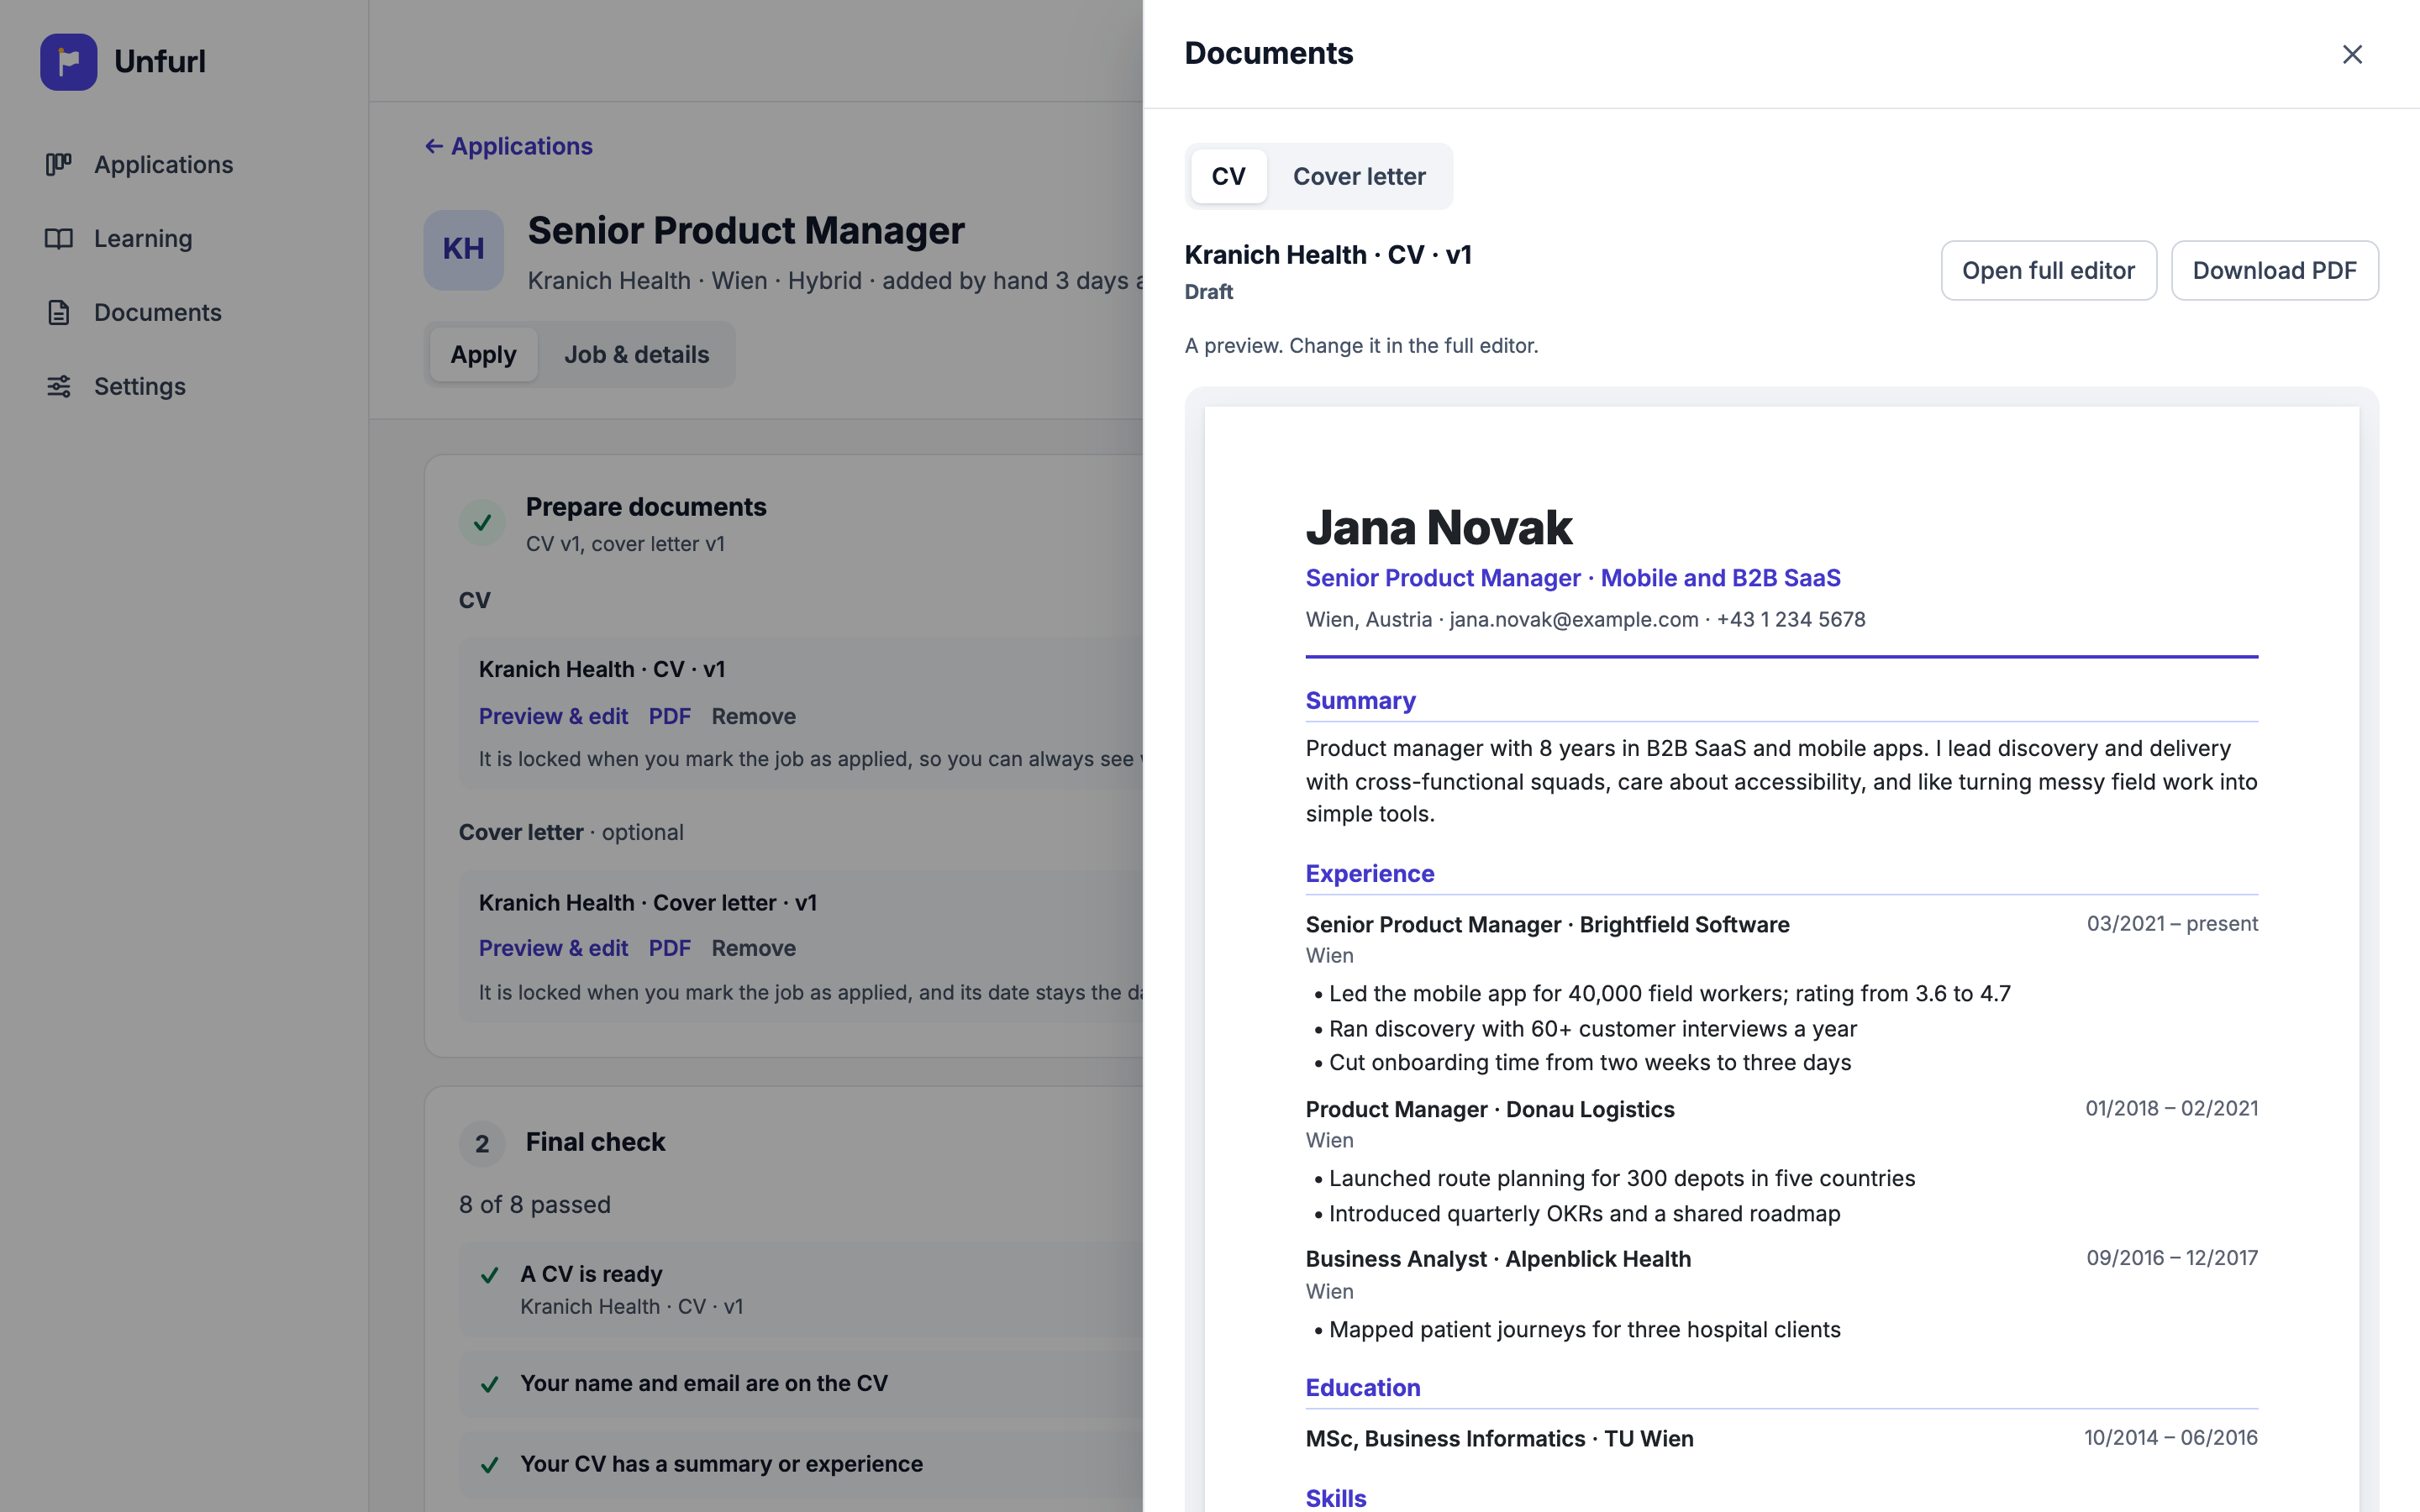 Unfurl
Applications
Learning
Documents
Settings
← Applications
KH
Senior Product Manager
Kranich Health · Wien · Hybrid · added by hand 3 days
Apply
Job & details
Prepare documents
CV v1, cover letter v1
CV
Kranich Health · CV · v1
Preview & edit PDF Remove
It is locked when you mark the job as applied, so you can always see
Cover letter · optional
Kranich Health · Cover letter · v1
Preview & edit PDF Remove
It is locked when you mark the job as applied, and its date stays the
2
Final check
8 of 8 passed
A CV is ready
Kranich Health · CV · v1
Your name and email are on the CV
Your CV has a summary or experience
Documents
CV
Cover letter
Kranich Health · CV · v1
Draft
Open full editor
Download PDF
A preview. Change it in the full editor.
Jana Novak
Senior Product Manager · Mobile and B2B SaaS
Wien, Austria · jana.novak@example.com · +43 1 234 5678
Summary
Product manager with 8 years in B2B SaaS and mobile apps. I lead discovery and delivery
with cross-functional squads, care about accessibility, and like turning messy field work into
simple tools.
Experience
Senior Product Manager · Brightfield Software 03/2021 – present
Wien
• Led the mobile app for 40,000 field workers; rating from 3.6 to 4.7
• Ran discovery with 60+ customer interviews a year
• Cut onboarding time from two weeks to three days
Product Manager · Donau Logistics 01/2018 – 02/2021
Wien
• Launched route planning for 300 depots in five countries
• Introduced quarterly OKRs and a shared roadmap
Business Analyst · Alpenblick Health 09/2016 – 12/2017
Wien
• Mapped patient journeys for three hospital clients
Education
MSc, Business Informatics · TU Wien 10/2014 – 06/2016
Skills